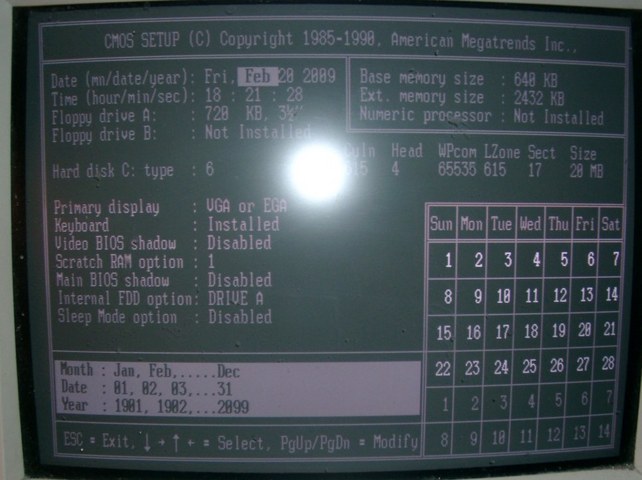 CMOS SETUP (C) Copyright 1985-1990, American Megatrends Inc.,
Date (mn/date/year): Fri, Feb 20 2009
Time (hour/min/sec): 18 : 21 : 28
Floppy drive A: : 720 KB, 3½"
Floppy drive B: : Not Installed
Base memory size : 640 KB
Ext. memory size : 2432 KB
Numeric processor : Not Installed
Head WPcom LZone Sect Size
Hard disk C: type : 6 4 65535 615 17 20 MB
Primary display : VGA or EGA
Keyboard : Installed
Video BIOS shadow : Disabled
Scratch RAM option : 1
Main BIOS shadow : Disabled
Internal FDD option: DRIVE A
Sleep Mode option : Disabled
Sun Mon Tue Wed Thu Fri Sat
1 2 3 4 5 6 7
8 9 10 11 12 13 14
15 16 17 18 19 20 21
22 23 24 25 26 27 28
1 2 3 4 5 6 7
8 9 10 11 12 13 14
Month : Jan, Feb,.....Dec
Date : 01, 02, 03,...31
Year : 1901, 1902,...2099
ESC = Exit, ↓ → ↑ ← = Select, PgUp/PgDn = Modify